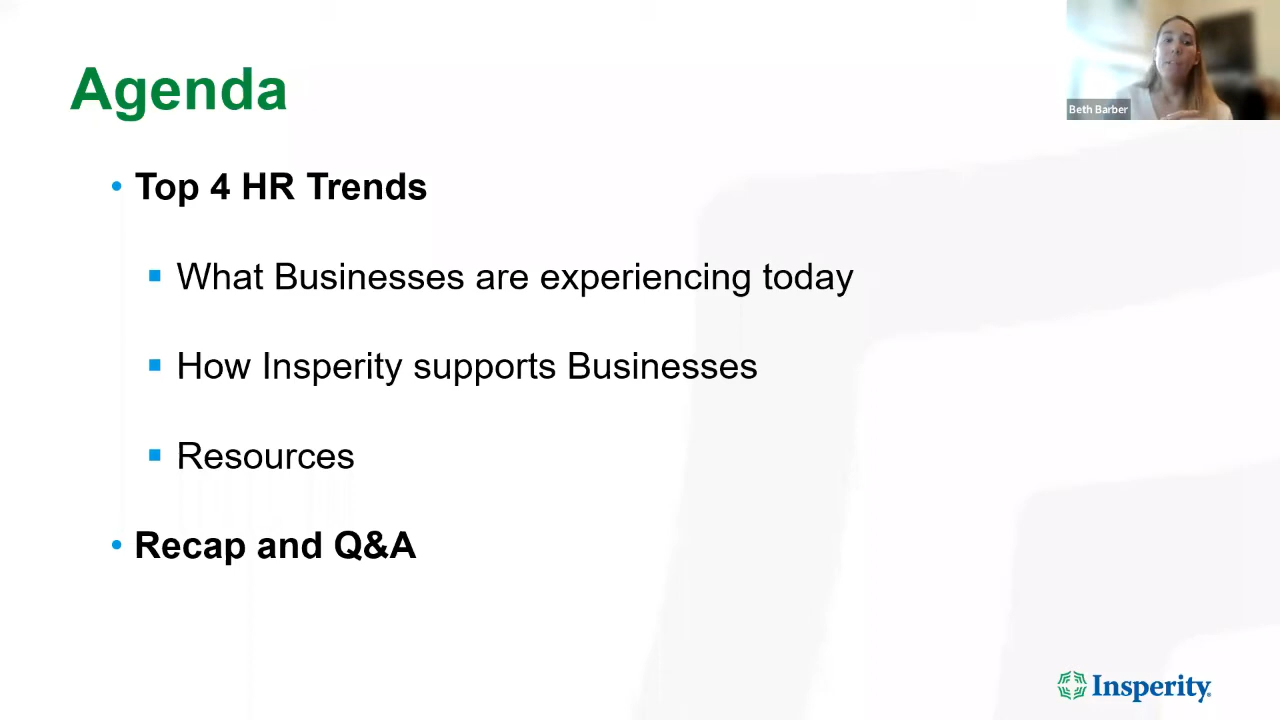 Agenda
Beth Barber
• Top 4 HR Trends
▪ What Businesses are experiencing today
▪ How Insperity supports Businesses
▪ Resources
• Recap and Q&A
Insperity